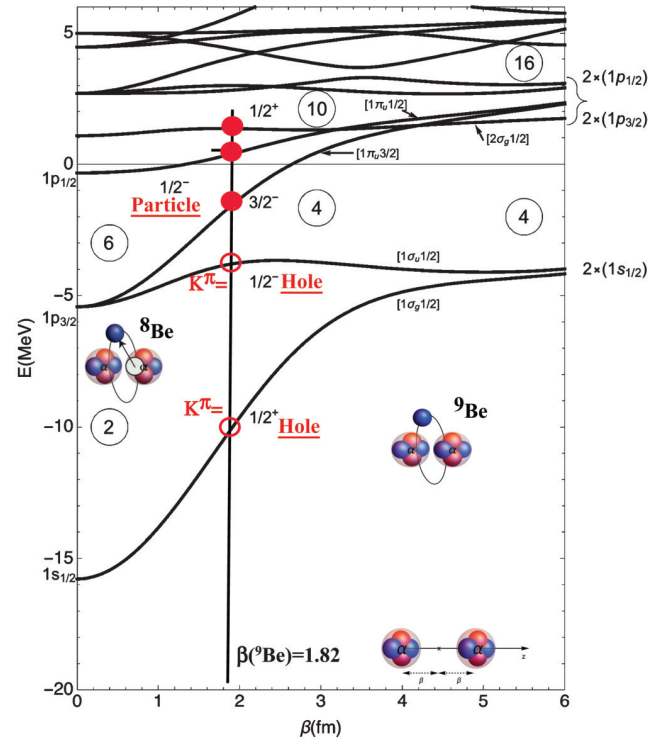 5
16
2×(1p1/2)
1/2+
10
[1πu1/2]
2×(1p3/2)
[2σg1/2]
[1πu3/2]
0
1p1/2
1/2−
Particle
3/2−
4
4
6
Kπ=
1/2− Hole
[1σu1/2]
2×(1s1/2)
−5
1p3/2
[1σg1/2]
E(MeV)
8Be
α
α
Kπ=
1/2+
Hole
9Be
2
−10
α
α
−15
1s1/2
β(9Be)=1.82
α
α
z
β
β
−20
0
1
2
3
4
5
6
β(fm)